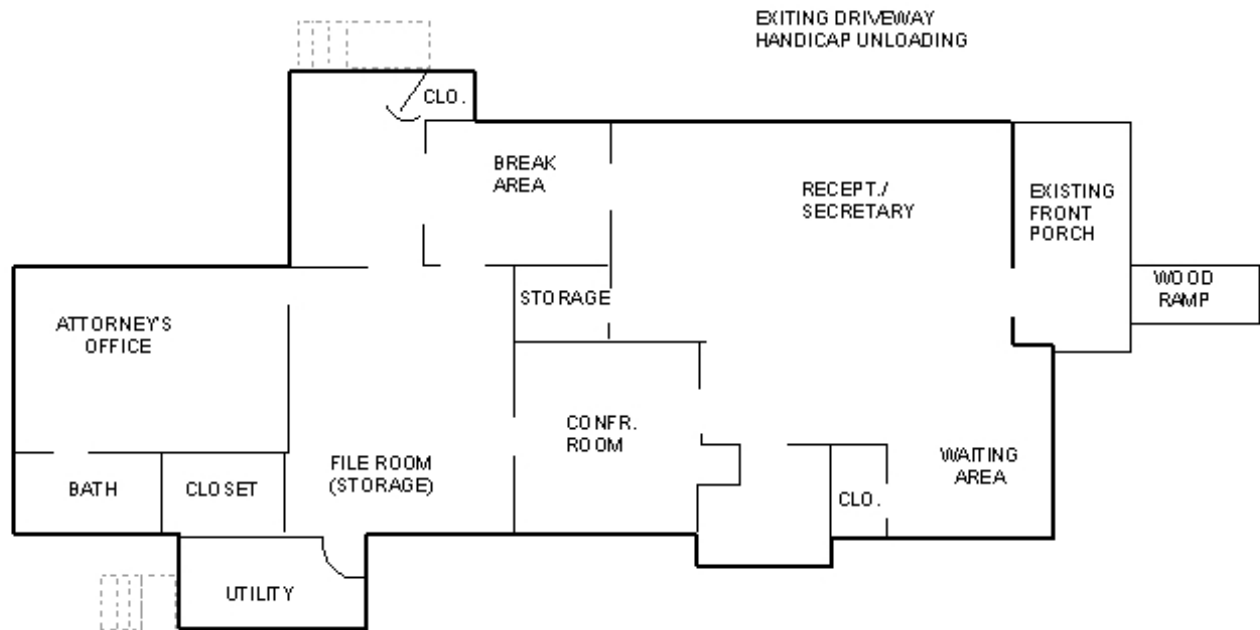 EXITING DRIVEWAY
HANDICAP UNLOADING
CLO.
BREAK
AREA
RECEPT./
SECRETARY
EXISTING
FRONT
PORCH
WOOD
RAMP
STORAGE
ATTORNEY'S
OFFICE
CONFR.
ROOM
WAITING
AREA
FILE ROOM
(STORAGE)
BATH
CLOSET
CLO.
UTILITY